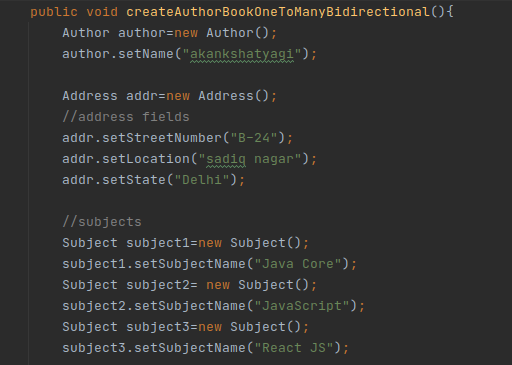 public void createAuthorBookOneToManyBidirectional(){
Author author=new Author();
author.setName("akankshatyagi");
Address addr=new Address();
//address fields
addr.setStreetNumber("B-24");
addr.setLocation("sadiq nagar");
addr.setState("Delhi");
//subjects
Subject subject1=new Subject();
subject1.setSubjectName("Java Core");
Subject subject2= new Subject();
subject2.setSubjectName("JavaScript");
Subject subject3=new Subject();
subject3.setSubjectName("React JS");